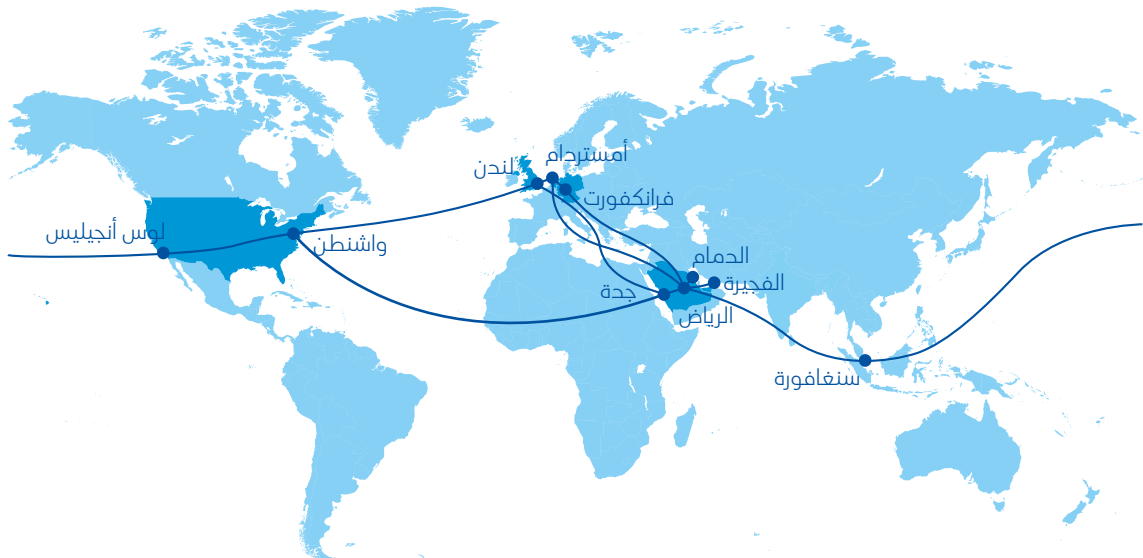 أمستردام
لندن
فرانكفورت
لوس أنجيليس
واشنطن
الدمام
الفجيرة
جدة
الرياض
سنغافورة